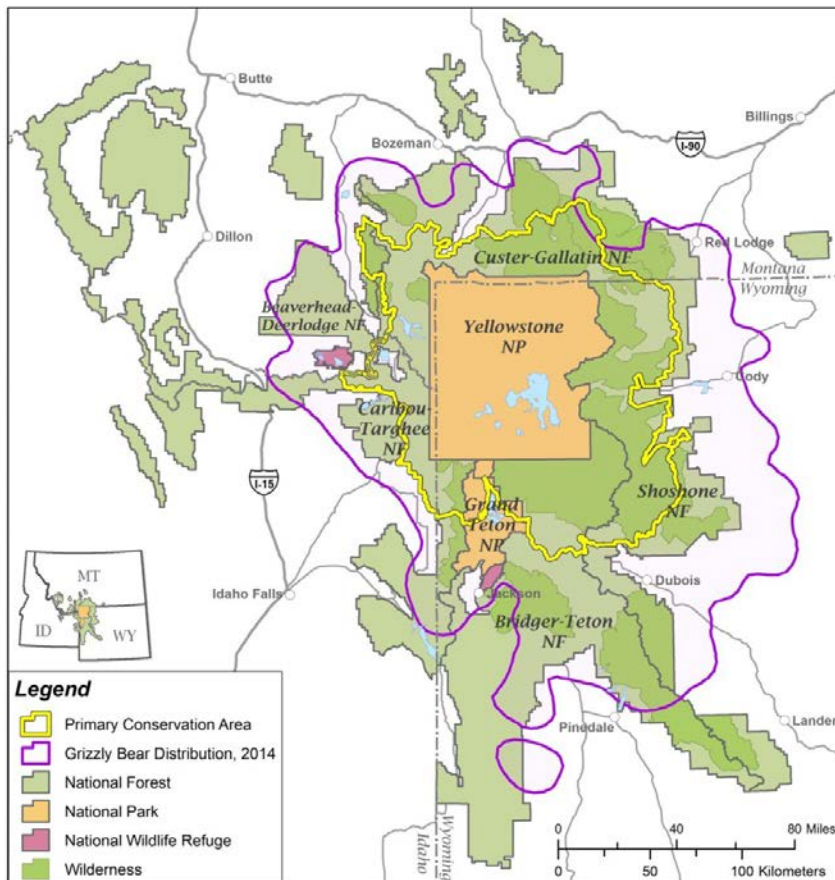 Butte
Billings
Bozeman
I-90
Dillon
Red Lodge
Custer-Gallatin NF
Montana
Wyoming
Beaverhead-
Deerlodge NF
Yellowstone
NP
Cody
Caribou-
Targhee
NF
I-15
Shoshone
NF
Grand
Teton
NP
MT
ID
WY
Idaho Falls
Dubois
Jackson
Bridger-Teton
NF
Lander
Pinedale
Legend
Primary Conservation Area
Grizzly Bear Distribution, 2014
National Forest
National Park
National Wildlife Refuge
Wilderness
Wyoming
Idaho
0 40 80 Miles
0 50 100 Kilometers